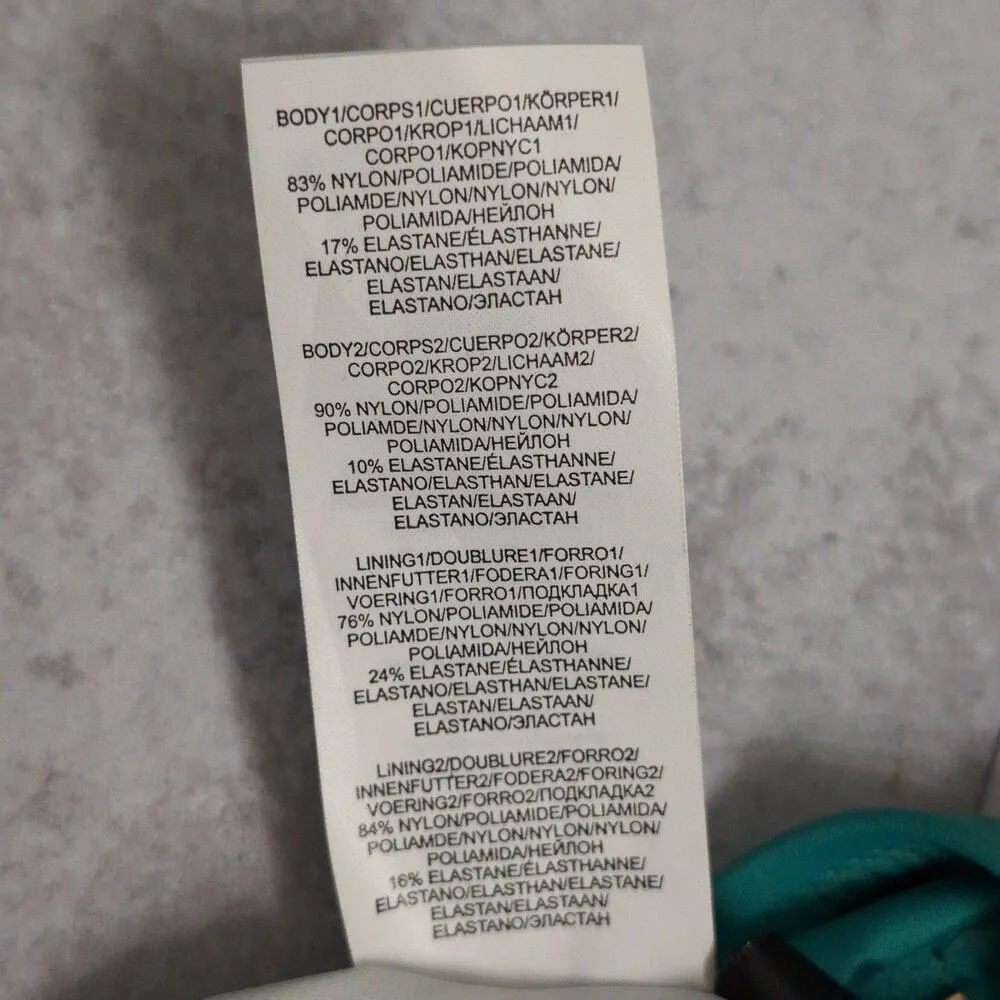 BODY1/CORPS1/CUERPO1/KÖRPER1/
CORPO1/KROP1/LICHAAM1/
CORPO1/KOPNYC1
83% NYLON/POLIAMIDE/POLIAMIDA/
POLIAMDE/NYLON/NYLON/NYLON/
POLIAMIDA/НЕЙЛОН
17% ELASTANE/ÉLASTHANNE/
ELASTANO/ELASTHAN/ELASTANE/
ELASTAN/ELASTAAN/
ELASTANO/ЭЛАСТАН
BODY2/CORPS2/CUERPO2/KÖRPER2/
CORPO2/KROP2/LICHAAM2/
CORPO2/KOPNYC2
90% NYLON/POLIAMIDE/POLIAMIDA/
POLIAMDE/NYLON/NYLON/NYLON/
POLIAMIDA/НЕЙЛОН
10% ELASTANE/ÉLASTHANNE/
ELASTANO/ELASTHAN/ELASTANE/
ELASTAN/ELASTAAN/
ELASTANO/ЭЛАСТАН
LINING1/DOUBLURE1/FORRO1/
INNENFUTTER1/FODERA1/FORING1/
VOERING1/FORRO1/ПОДКЛАДКА1
76% NYLON/POLIAMIDE/POLIAMIDA/
POLIAMDE/NYLON/NYLON/NYLON/
POLIAMIDA/НЕЙЛОН
24% ELASTANE/ÉLASTHANNE/
ELASTANO/ELASTHAN/ELASTANE/
ELASTAN/ELASTAAN/
ELASTANO/ЭЛАСТАН
LINING2/DOUBLURE2/FORRO2/
INNENFUTTER2/FODERA2/FORING2/
VOERING2/FORRO2/ПОДКЛАДКА2
84% NYLON/POLIAMIDE/POLIAMIDA/
POLIAMDE/NYLON/NYLON/NYLON/
POLIAMIDA/НЕЙЛОН
16% ELASTANE/ÉLASTHANNE/
ELASTANO/ELASTHAN/ELASTANE/
ELASTAN/ELASTAAN/
ELASTANO/ЭЛАСТАН